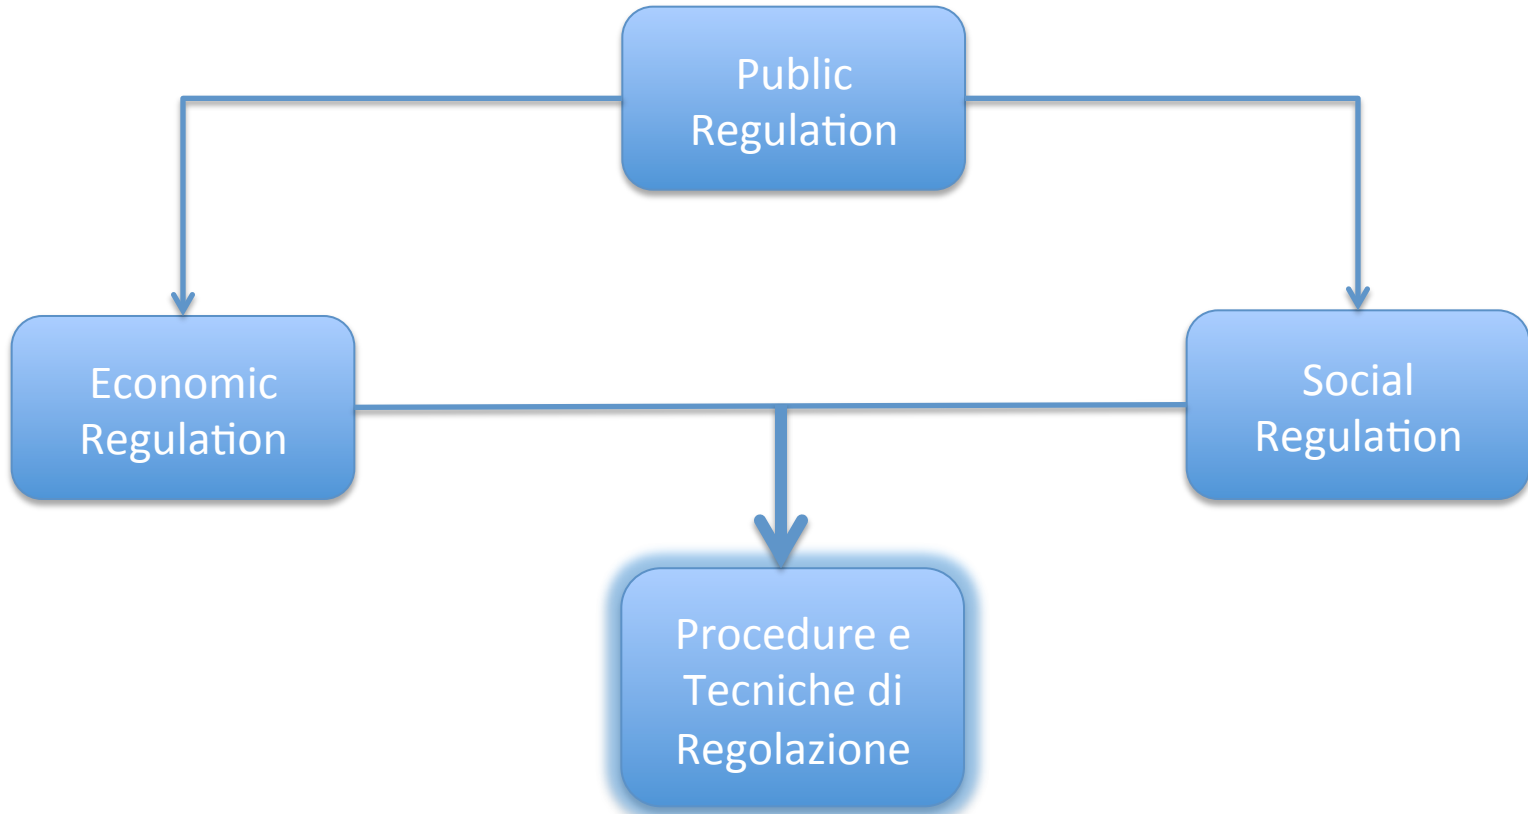 Public
Regulation
Economic
Regulation
Social
Regulation
Procedure e
Tecniche di
Regolazione